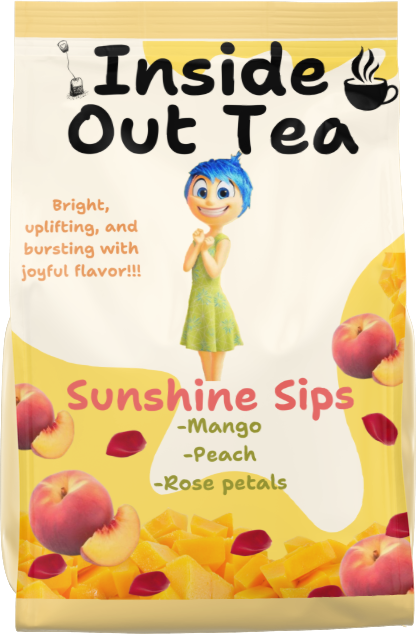 Inside
Out Tea
Bright,
uplifting, and
bursting with
joyful flavor!!!
Sunshine Sips
-Mango
-Peach
-Rose petals